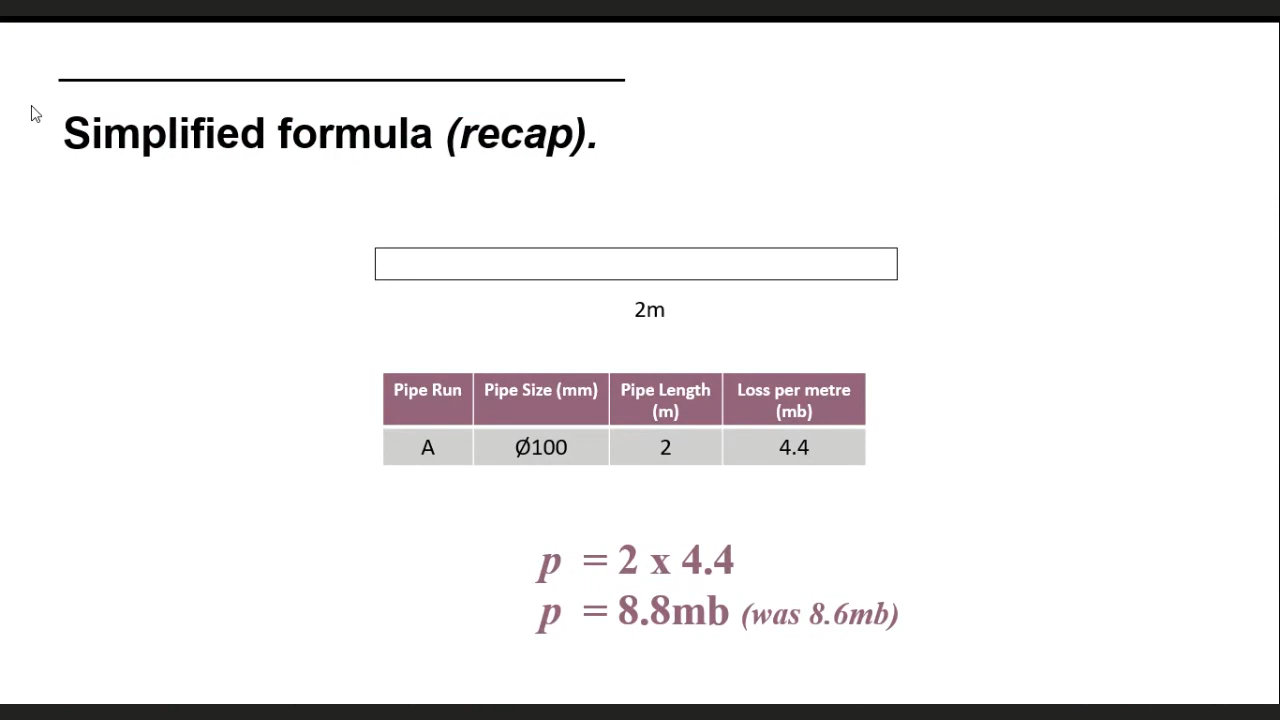 Simplified formula (recap).
2m
Pipe Run Pipe Size (mm) Pipe Length (m) Loss per metre (mb)
A Ø100 2 4.4
p = 2 x 4.4
p = 8.8mb (was 8.6mb)